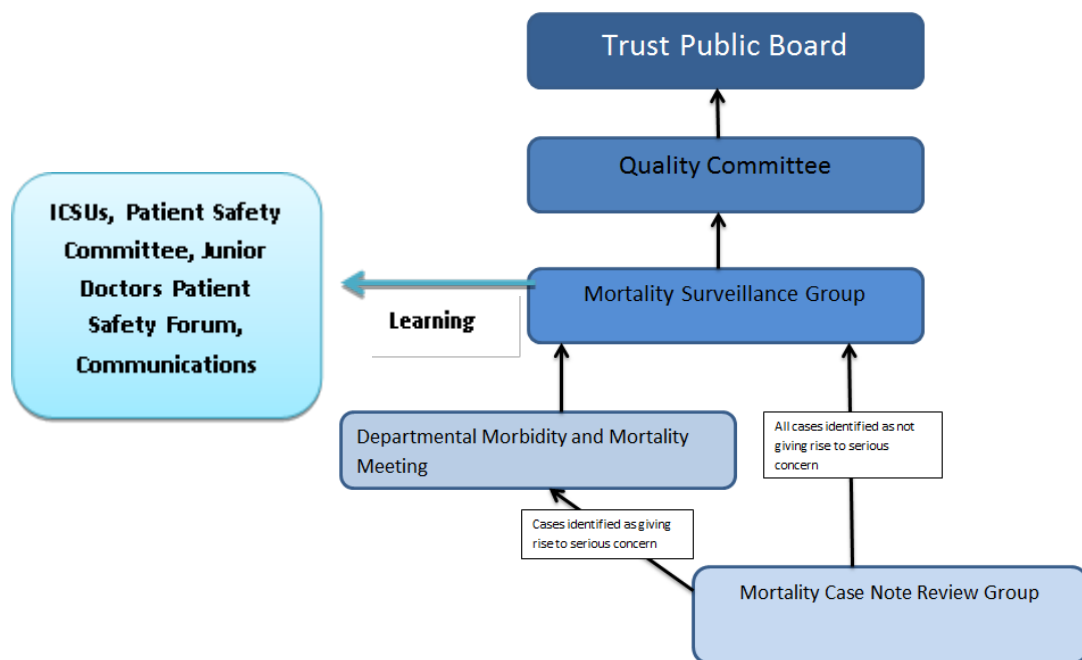 Trust Public Board
Quality Committee
ICSUs, Patient Safety
Committee, Junior
Doctors Patient
Safety Forum,
Communications
Learning
Mortality Surveillance Group
Departmental Morbidity and Mortality
Meeting
All cases identified as not
giving rise to serious
concern
Cases identified as giving
rise to serious concern
Mortality Case Note Review Group